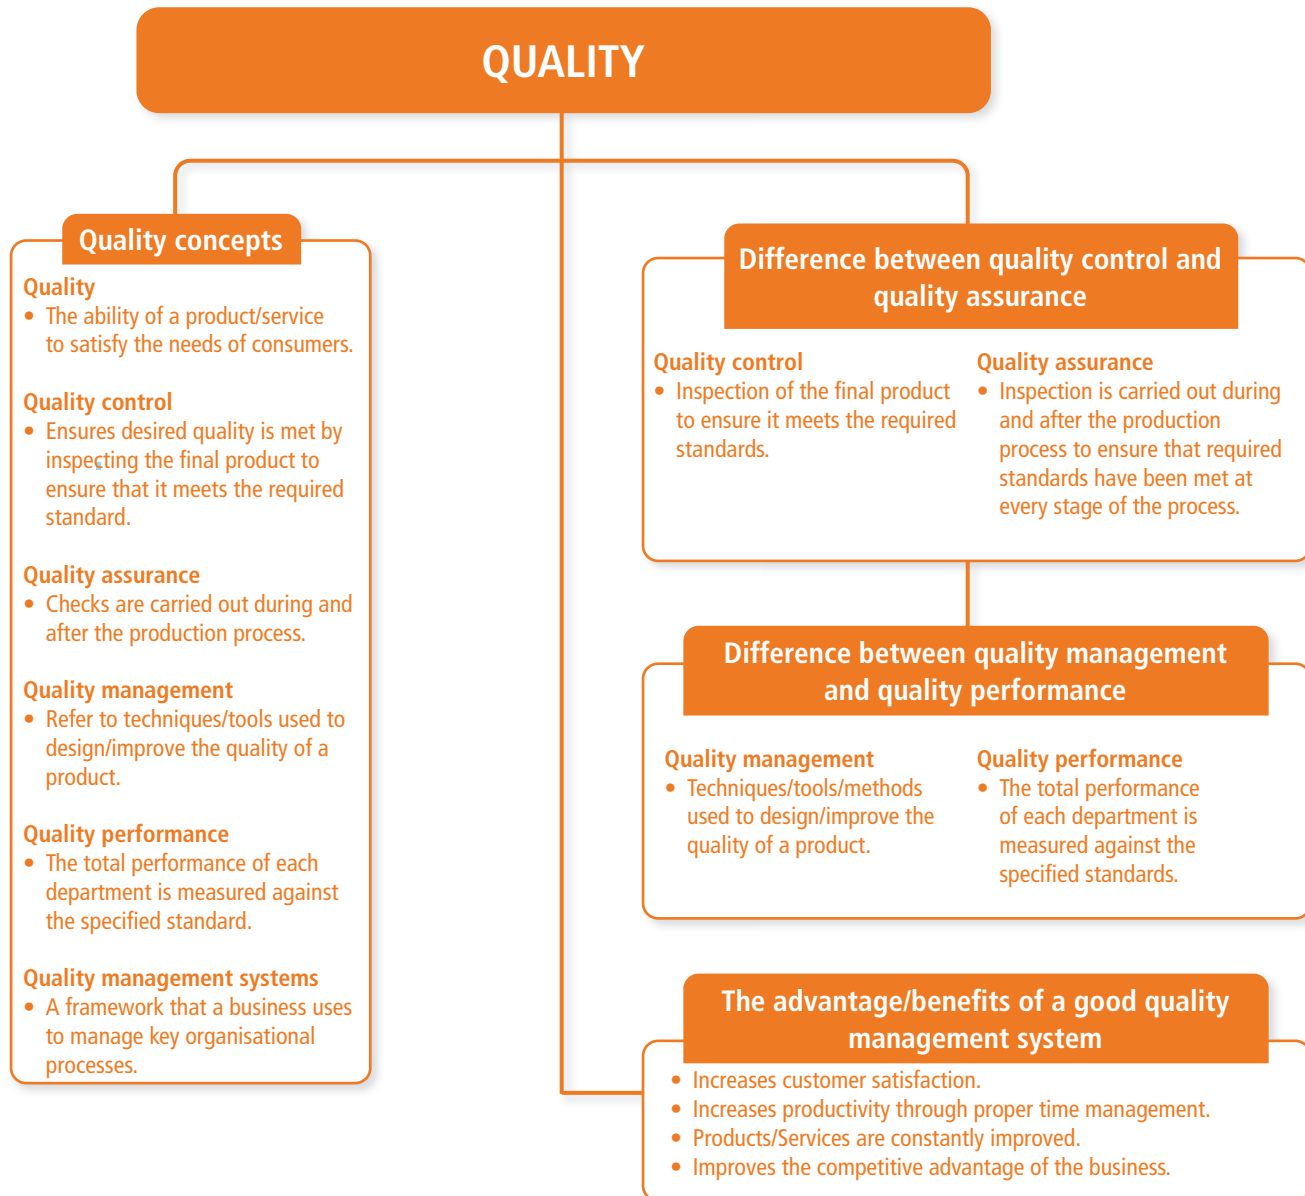 QUALITY
Quality concepts
Quality
• The ability of a product/service
to satisfy the needs of consumers.
Quality control
• Ensures desired quality is met by
inspecting the final product to
ensure that it meets the required
standard.
Quality assurance
• Checks are carried out during and
after the production process.
Quality management
• Refer to techniques/tools used to
design/improve the quality of a
product.
Quality performance
• The total performance of each
department is measured against
the specified standard.
Quality management systems
• A framework that a business uses
to manage key organisational
processes.
Difference between quality control and
quality assurance
Quality control
• Inspection of the final product
to ensure it meets the required
standards.
Quality assurance
• Inspection is carried out during
and after the production
process to ensure that required
standards have been met at
every stage of the process.
Difference between quality management
and quality performance
Quality management
• Techniques/tools/methods
used to design/improve the
quality of a product.
Quality performance
• The total performance
of each department is
measured against the
specified standards.
The advantage/benefits of a good quality
management system
• Increases customer satisfaction.
• Increases productivity through proper time management.
• Products/Services are constantly improved.
• Improves the competitive advantage of the business.